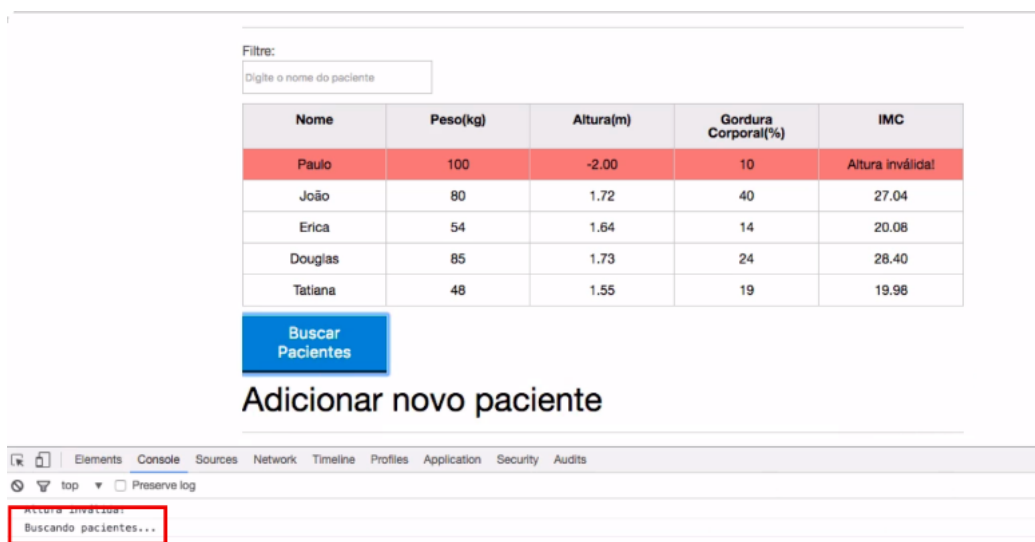 Filtre:
Digite o nome do paciente
Nome Peso(kg) Altura(m) Gordura Corporal(%) IMC
Paulo 100 -2.00 10 Altura inválida!
João 80 1.72 40 27.04
Erica 54 1.64 14 20.08
Douglas 85 1.73 24 28.40
Tatiana 48 1.55 19 19.98
Buscar
Pacientes
Adicionar novo paciente
Elements Console Sources Network Timeline Profiles Application Security Audits
top Preserve log
Altura inválida!
Buscando pacientes...